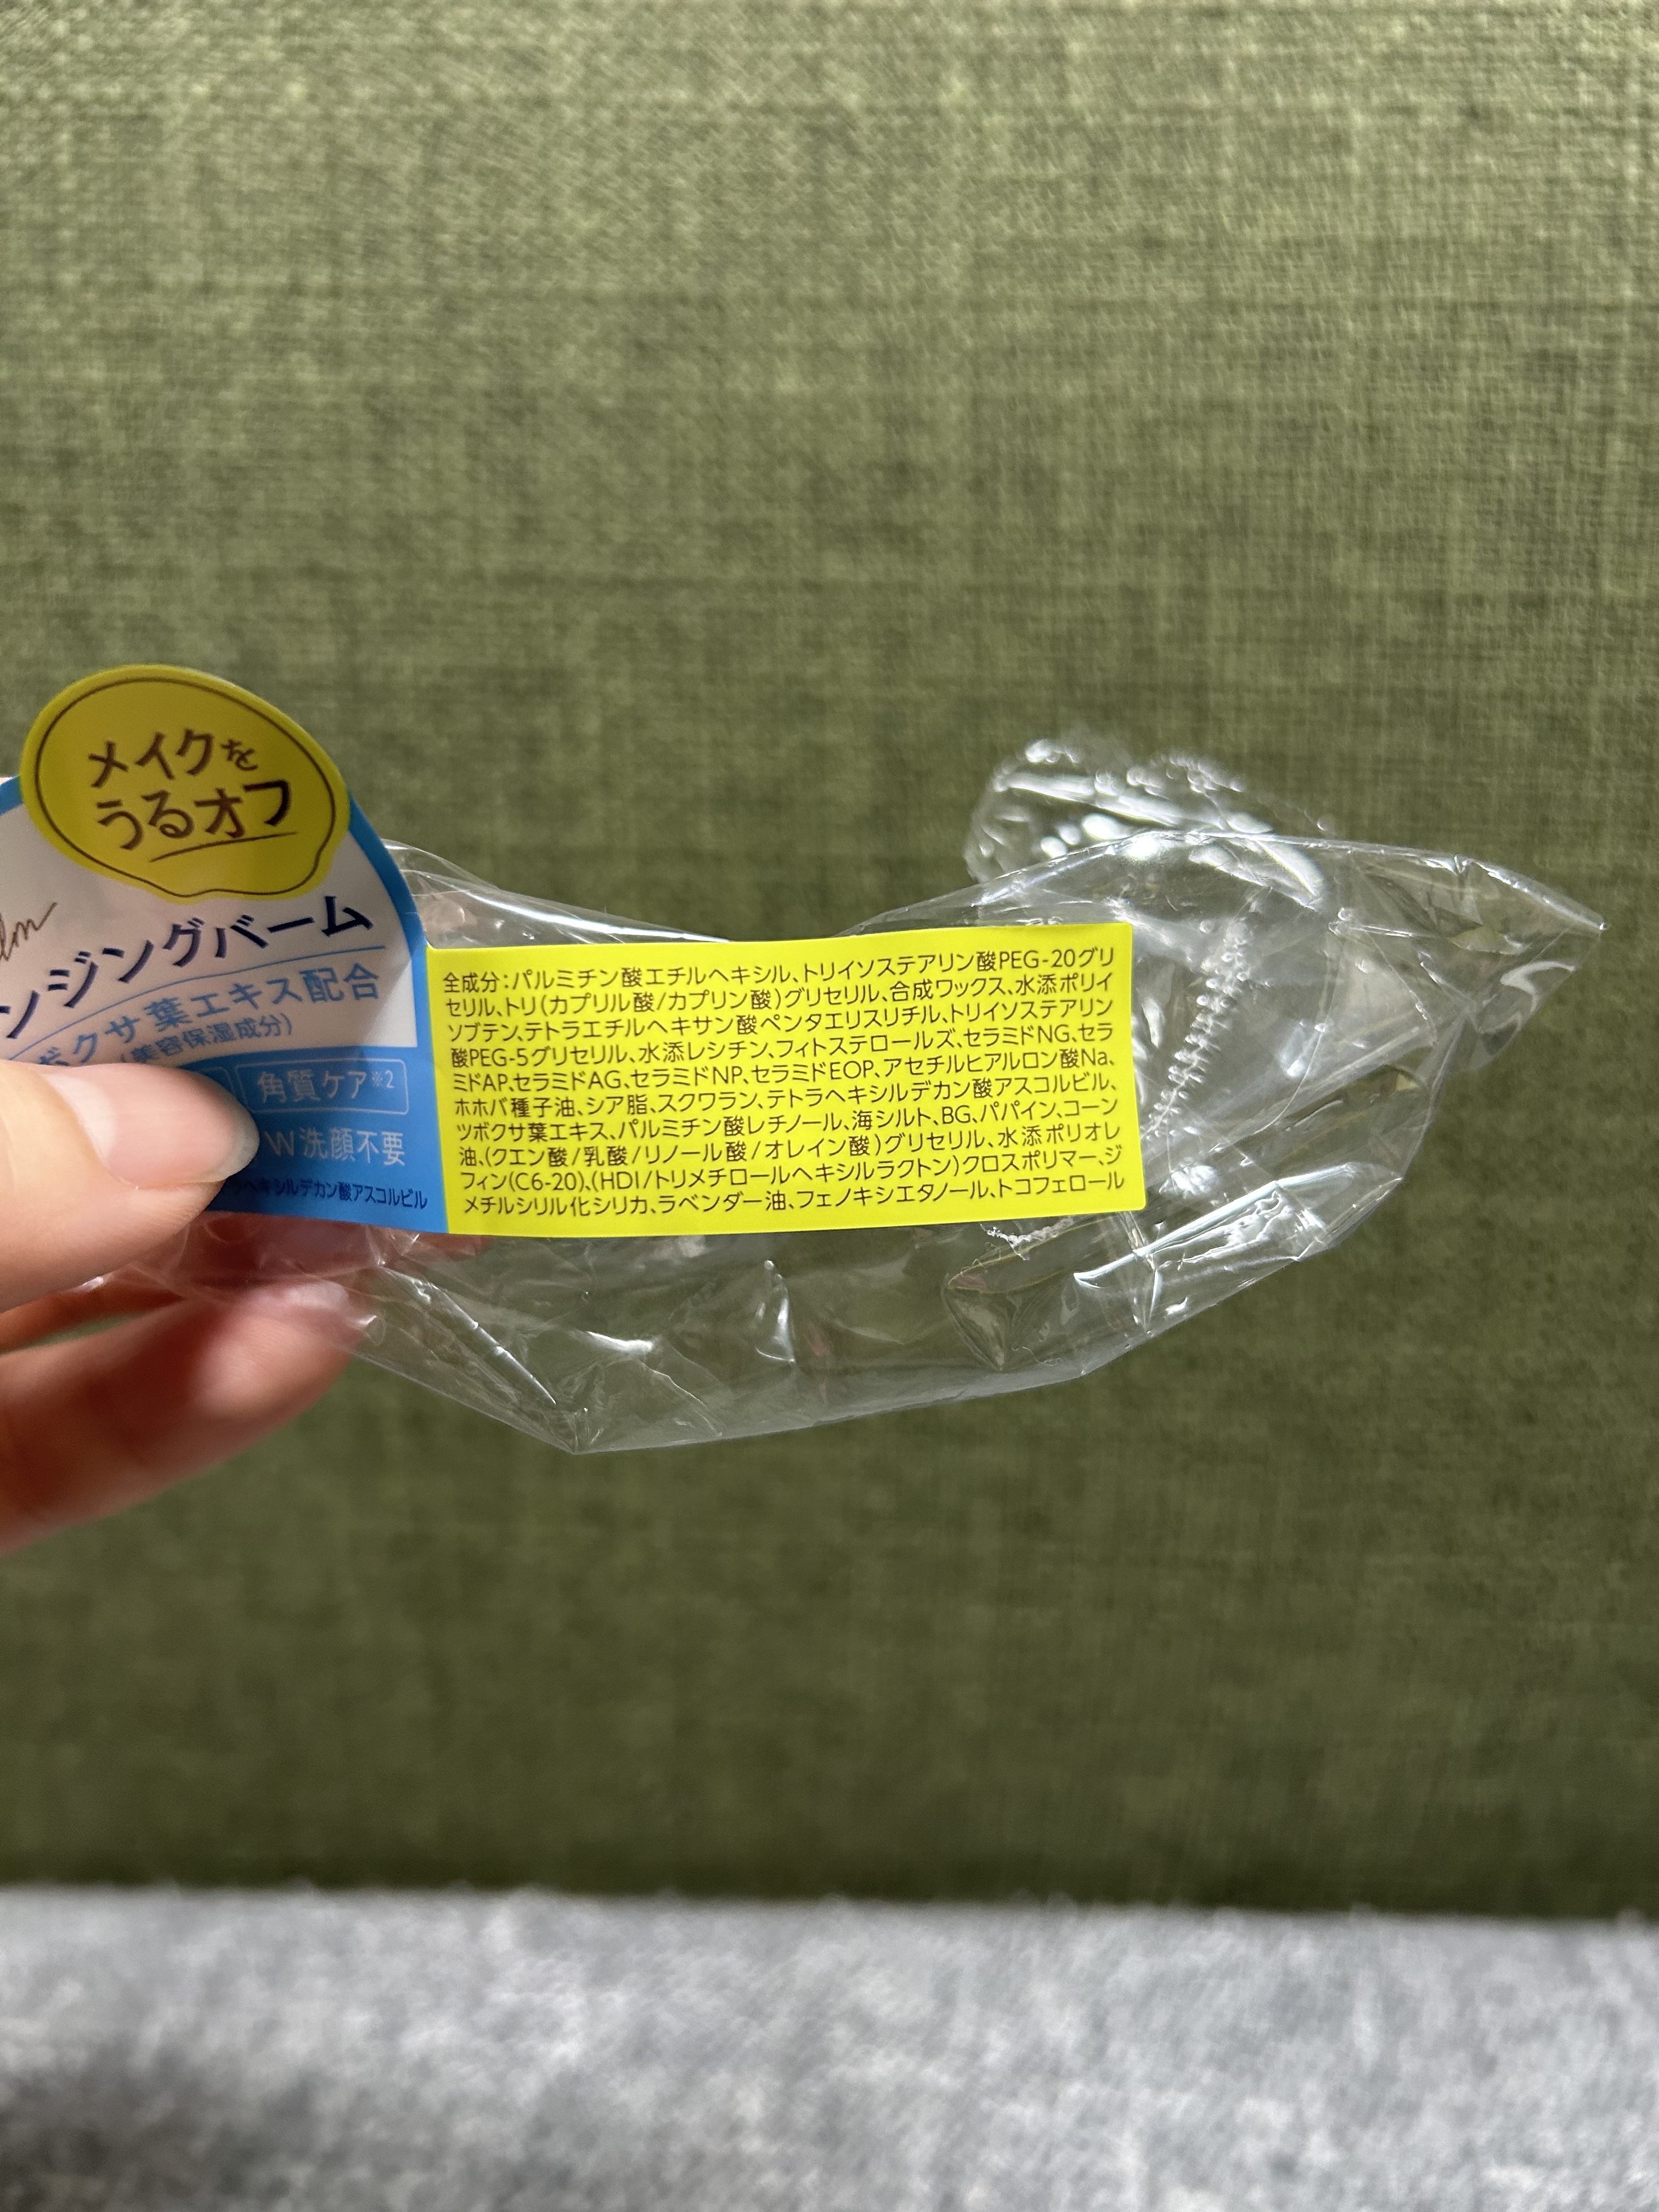 メイクを
うるオフ
lm
ンジングバーム
ボクサ葉エキス配合
(美容保湿成分)
角質ケア※2
W洗顔不要
ラヘキシルデカン酸アスコルビル
全成分:パルミチン酸エチルヘキシル、トリイソステアリン酸PEG-20グリ
セリル、トリ(カプリル酸/カプリン酸)グリセリル、合成ワックス、水添ポリイ
ソブテン、テトラエチルヘキサン酸ペンタエリスリチル、トリイソステアリン
酸PEG-5グリセリル、水添レシチン、フィトステロールズ、セラミドNG、セラ
ミドAP、セラミドAG、セラミドNP、セラミドEOP、アセチルヒアルロン酸Na、
ホホバ種子油、シア脂、スクワラン、テトラヘキシルデカン酸アスコルビル、
ツボクサ葉エキス、パルミチン酸レチノール、海シルト、BG、パパイン、コーン
油、(クエン酸/乳酸/リノール酸/オレイン酸)グリセリル、水添ポリオレ
フィン(C6-20)、(HDI/トリメチロールヘキシルラクトン)クロスポリマー、ジ
メチルシリル化シリカ、ラベンダー油、フェノキシエタノール、トコフェロール